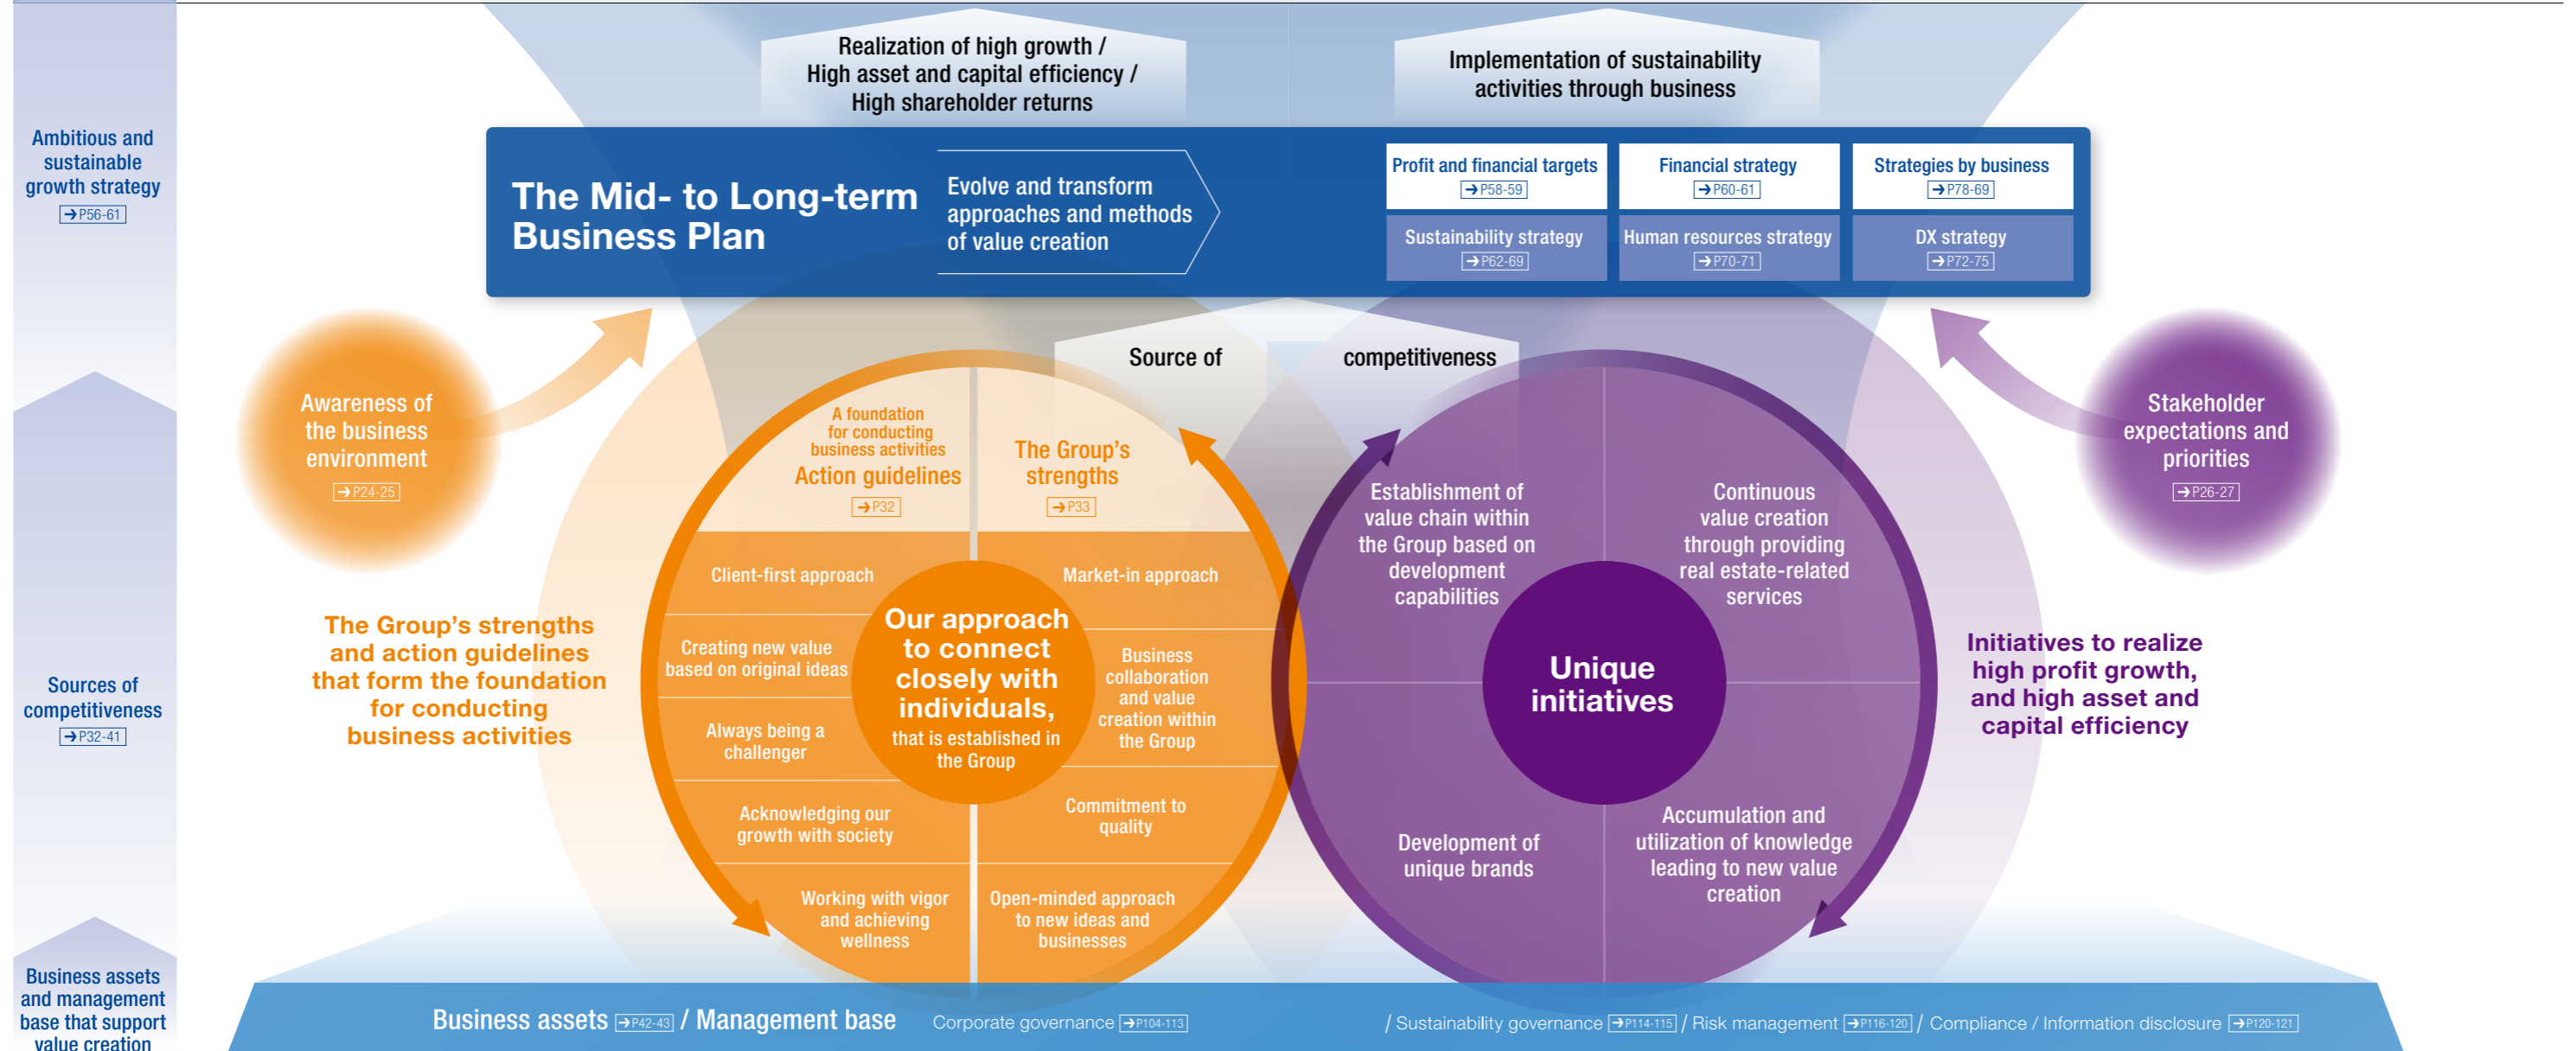 Ambitious and
sustainable
growth strategy
→P56-61
Sources of
competitiveness
→P32-41
Business assets
and management
base that support
value creation
Realization of high growth /
High asset and capital efficiency /
High shareholder returns
Implementation of sustainability
activities through business
The Mid- to Long-term
Business Plan
Evolve and transform
approaches and methods
of value creation
Profit and financial targets
→P58-59
Financial strategy
→P60-61
Strategies by business
→P78-69
Sustainability strategy
→P62-69
Human resources strategy
→P70-71
DX strategy
→P72-75
Awareness of
the business
environment
→P24-25
Source of competitiveness
Stakeholder
expectations and
priorities
→P26-27
The Group's strengths
and action guidelines
that form the foundation
for conducting
business activities
A foundation
for conducting
business activities
Action guidelines
→P32
The Group's
strengths
→P33
Client-first approach
Creating new value
based on original ideas
Always being a
challenger
Acknowledging our
growth with society
Working with vigor
and achieving
wellness
Our approach
to connect
closely with
individuals,
that is established in
the Group
Market-in approach
Business
collaboration
and value
creation within
the Group
Commitment to
quality
Open-minded approach
to new ideas and
businesses
Establishment of
value chain within
the Group based on
development
capabilities
Continuous
value creation
through providing
real estate-related
services
Unique
initiatives
Development of
unique brands
Accumulation and
utilization of knowledge
leading to new value
creation
Initiatives to realize
high profit growth,
and high asset and
capital efficiency
Business assets →P42-43 / Management base Corporate governance →P104-113 / Sustainability governance →P114-115 / Risk management →P116-120 / Compliance / Information disclosure →P120-121